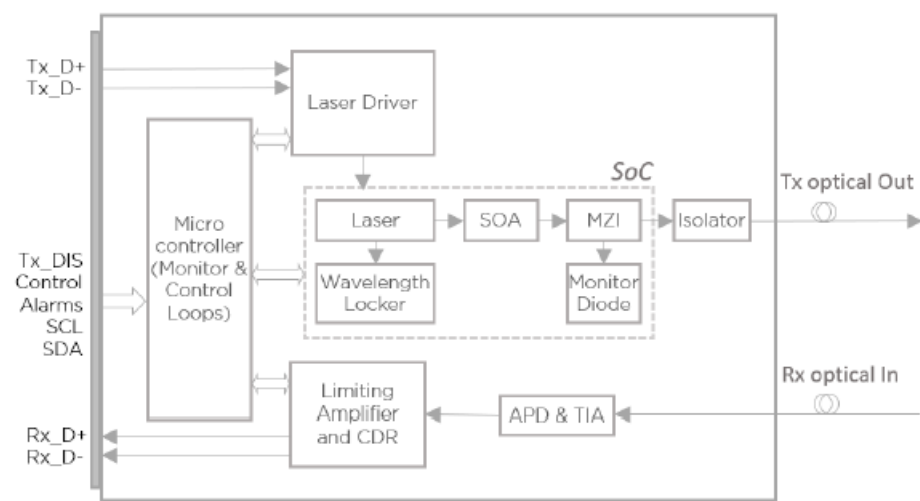 Tx_D+
Tx_D-
Laser Driver
SoC
Tx optical Out
Laser
SOA
MZI
Isolator
Micro
controller
(Monitor &
Control
Loops)
Wavelength
Locker
Monitor
Diode
Tx_DIS
Control
Alarms
SCL
SDA
Rx optical In
Limiting
Amplifier
and CDR
APD & TIA
Rx_D+
Rx_D-